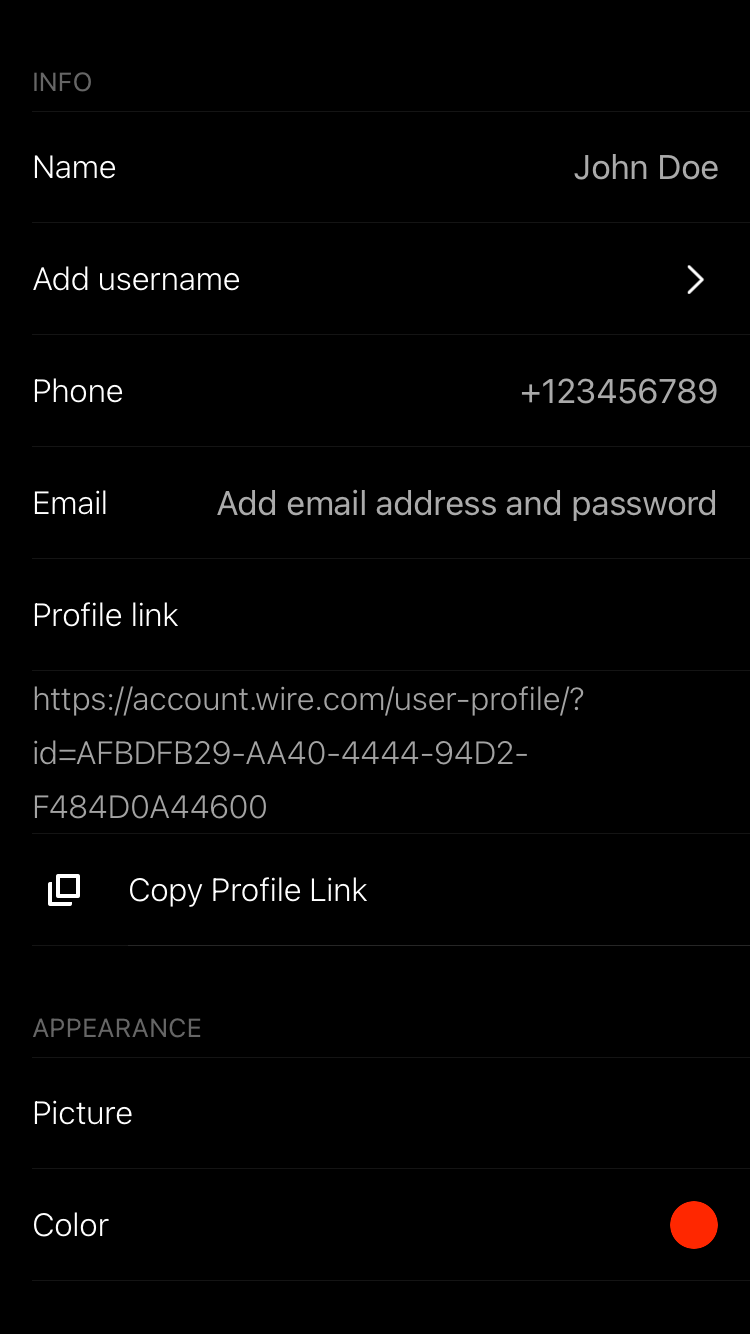 INFO
Name John Doe
Add username
Phone +123456789
Email Add email address and password
Profile link
https://account.wire.com/user-profile/?
id=AFBDFB29-AA40-4444-94D2-
F484D0A44600
Copy Profile Link
APPEARANCE
Picture
Color